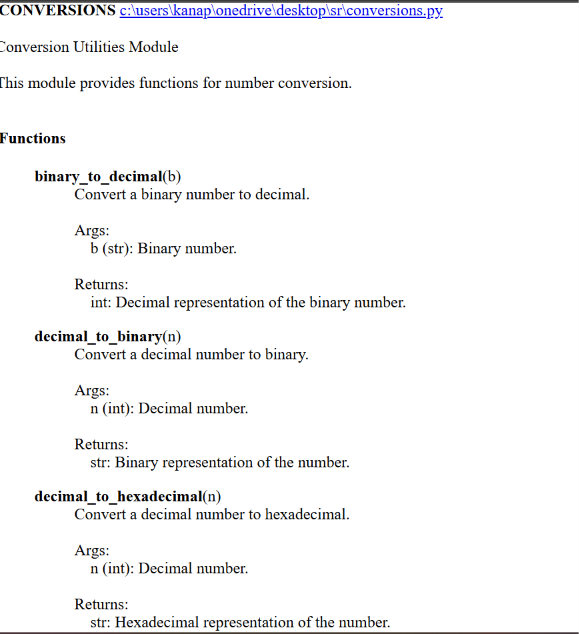 CONVERSIONS c:\users\kanap\onedrive\desktop\sr\conversions.py
Conversion Utilities Module
This module provides functions for number conversion.
Functions
binary_to_decimal(b)
Convert a binary number to decimal.
Args:
b (str): Binary number.
Returns:
int: Decimal representation of the binary number.
decimal_to_binary(n)
Convert a decimal number to binary.
Args:
n (int): Decimal number.
Returns:
str: Binary representation of the number.
decimal_to_hexadecimal(n)
Convert a decimal number to hexadecimal.
Args:
n (int): Decimal number.
Returns:
str: Hexadecimal representation of the number.